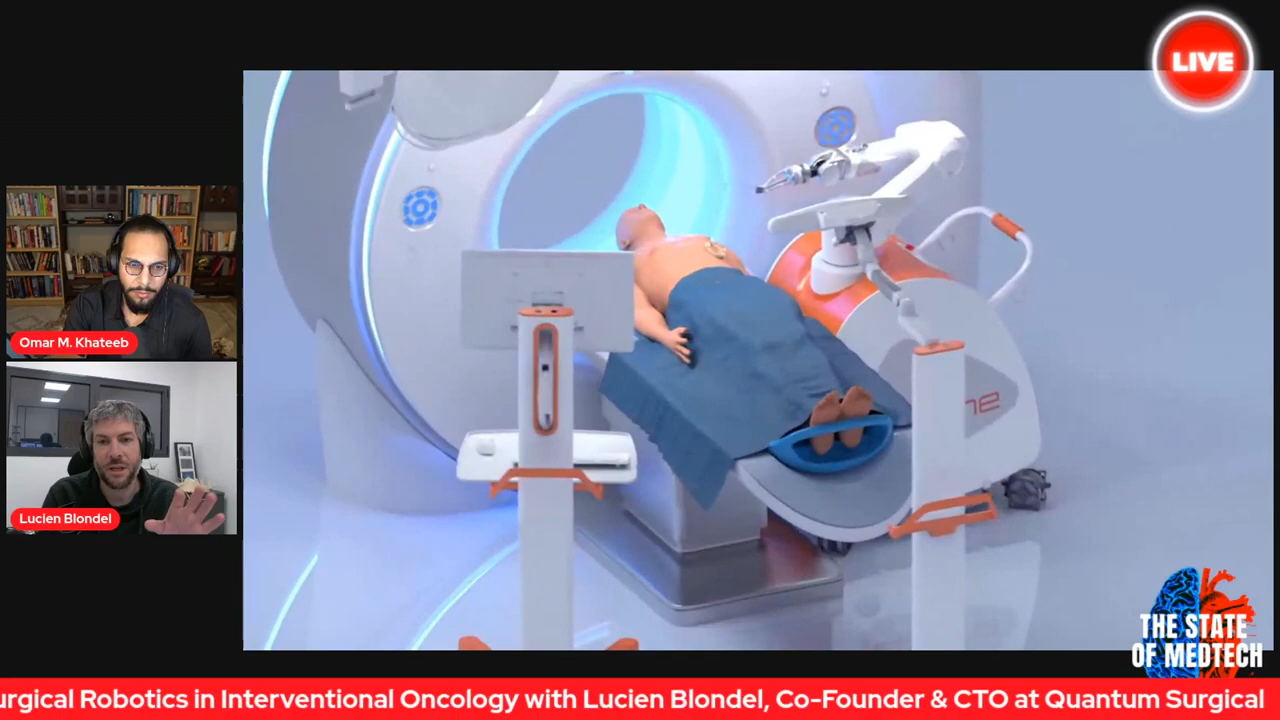 LIVE
Omar M. Khateeb
Lucien Blondel
ne
THE STATE
OF MEDTECH
urgical Robotics in Interventional Oncology with Lucien Blondel, Co-Founder & CTO at Quantum Surgical